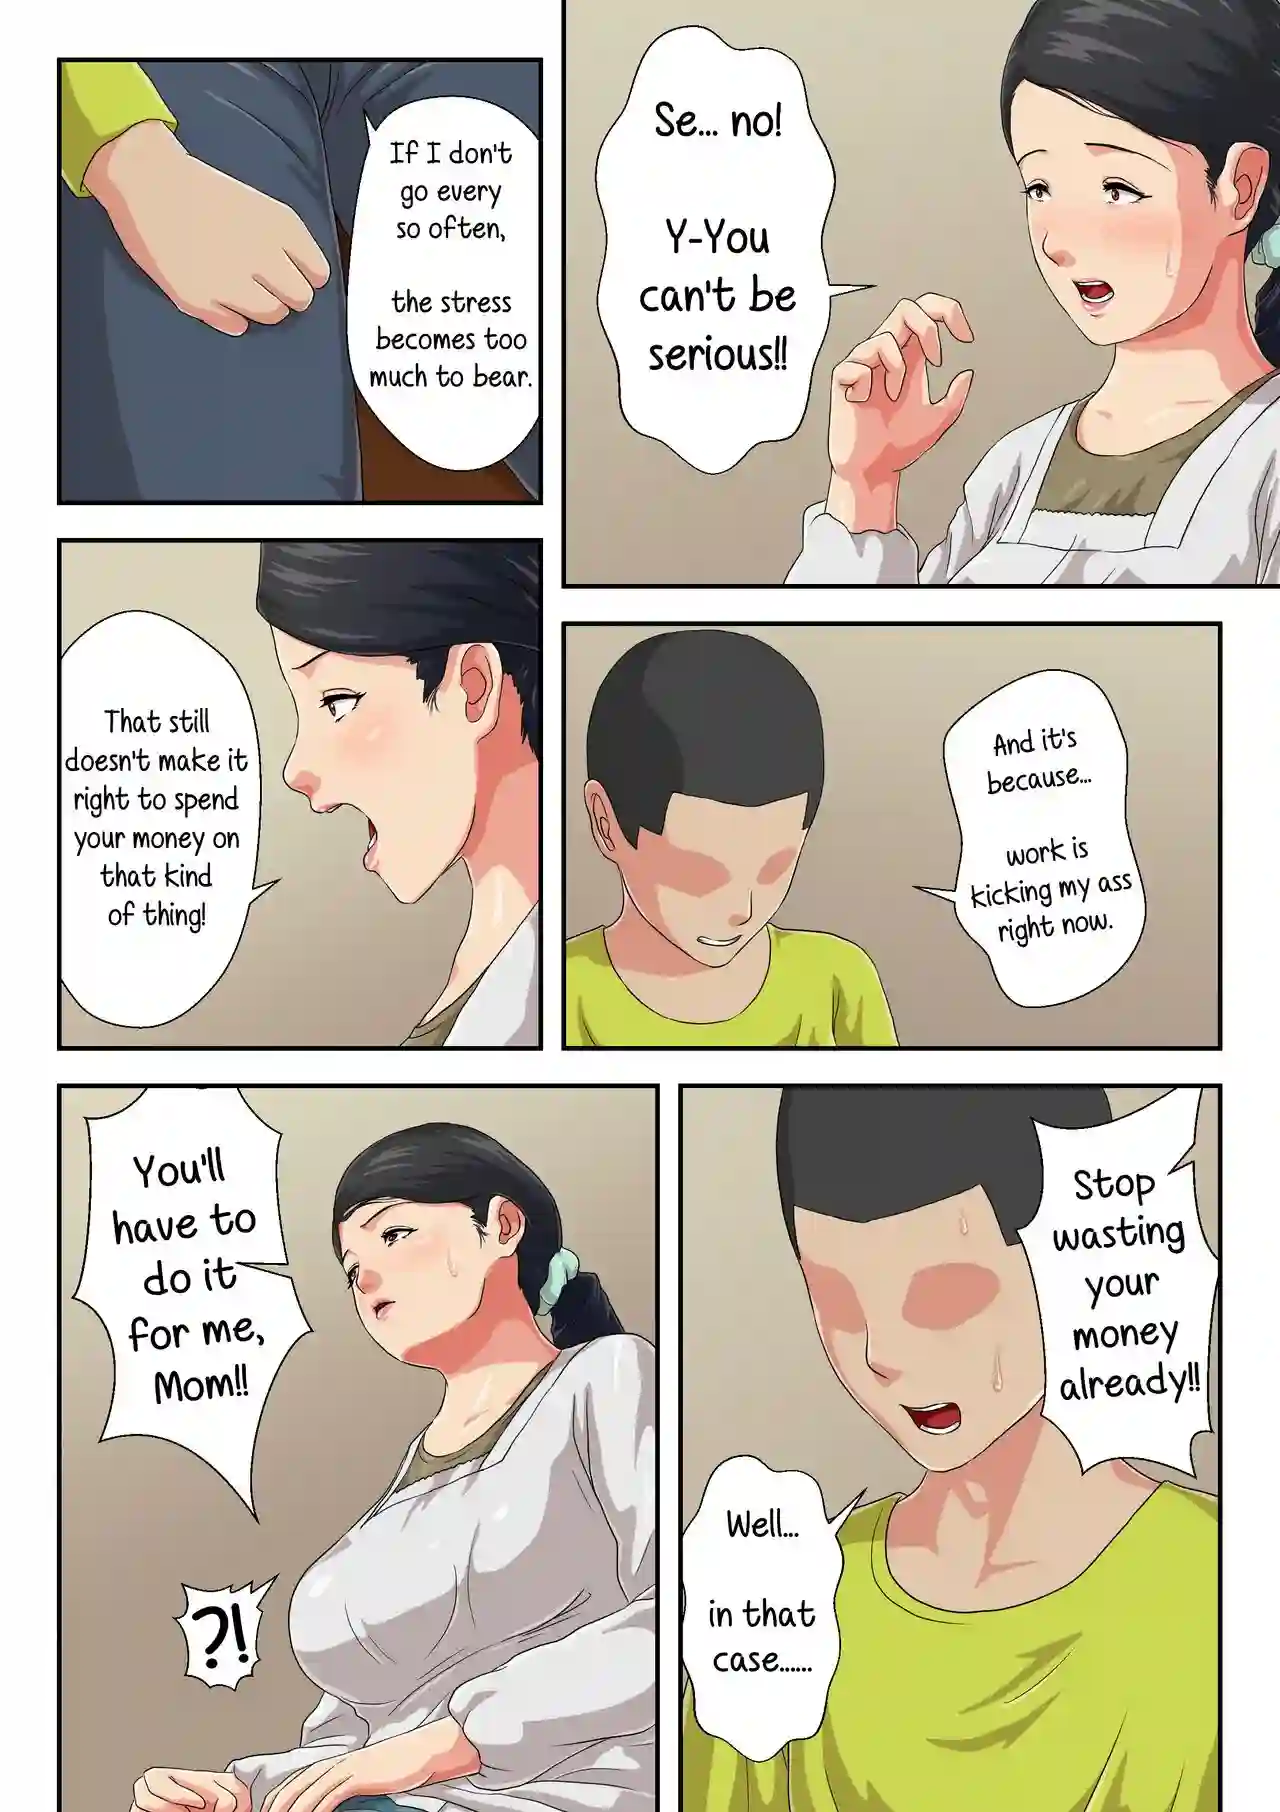 Se... no!
Y-You
can't be
serious!!
If I don't
go every
so often,
the stress
becomes too
much to bear.
And it's
because...
work is
kicking my ass
right now.
That still
doesn't make it
right to spend
your money on
that kind
of thing!
Stop
wasting
your
money
already!!
Well...
in that
case......
You'll
have to
do it
for me,
Mom!!
?!